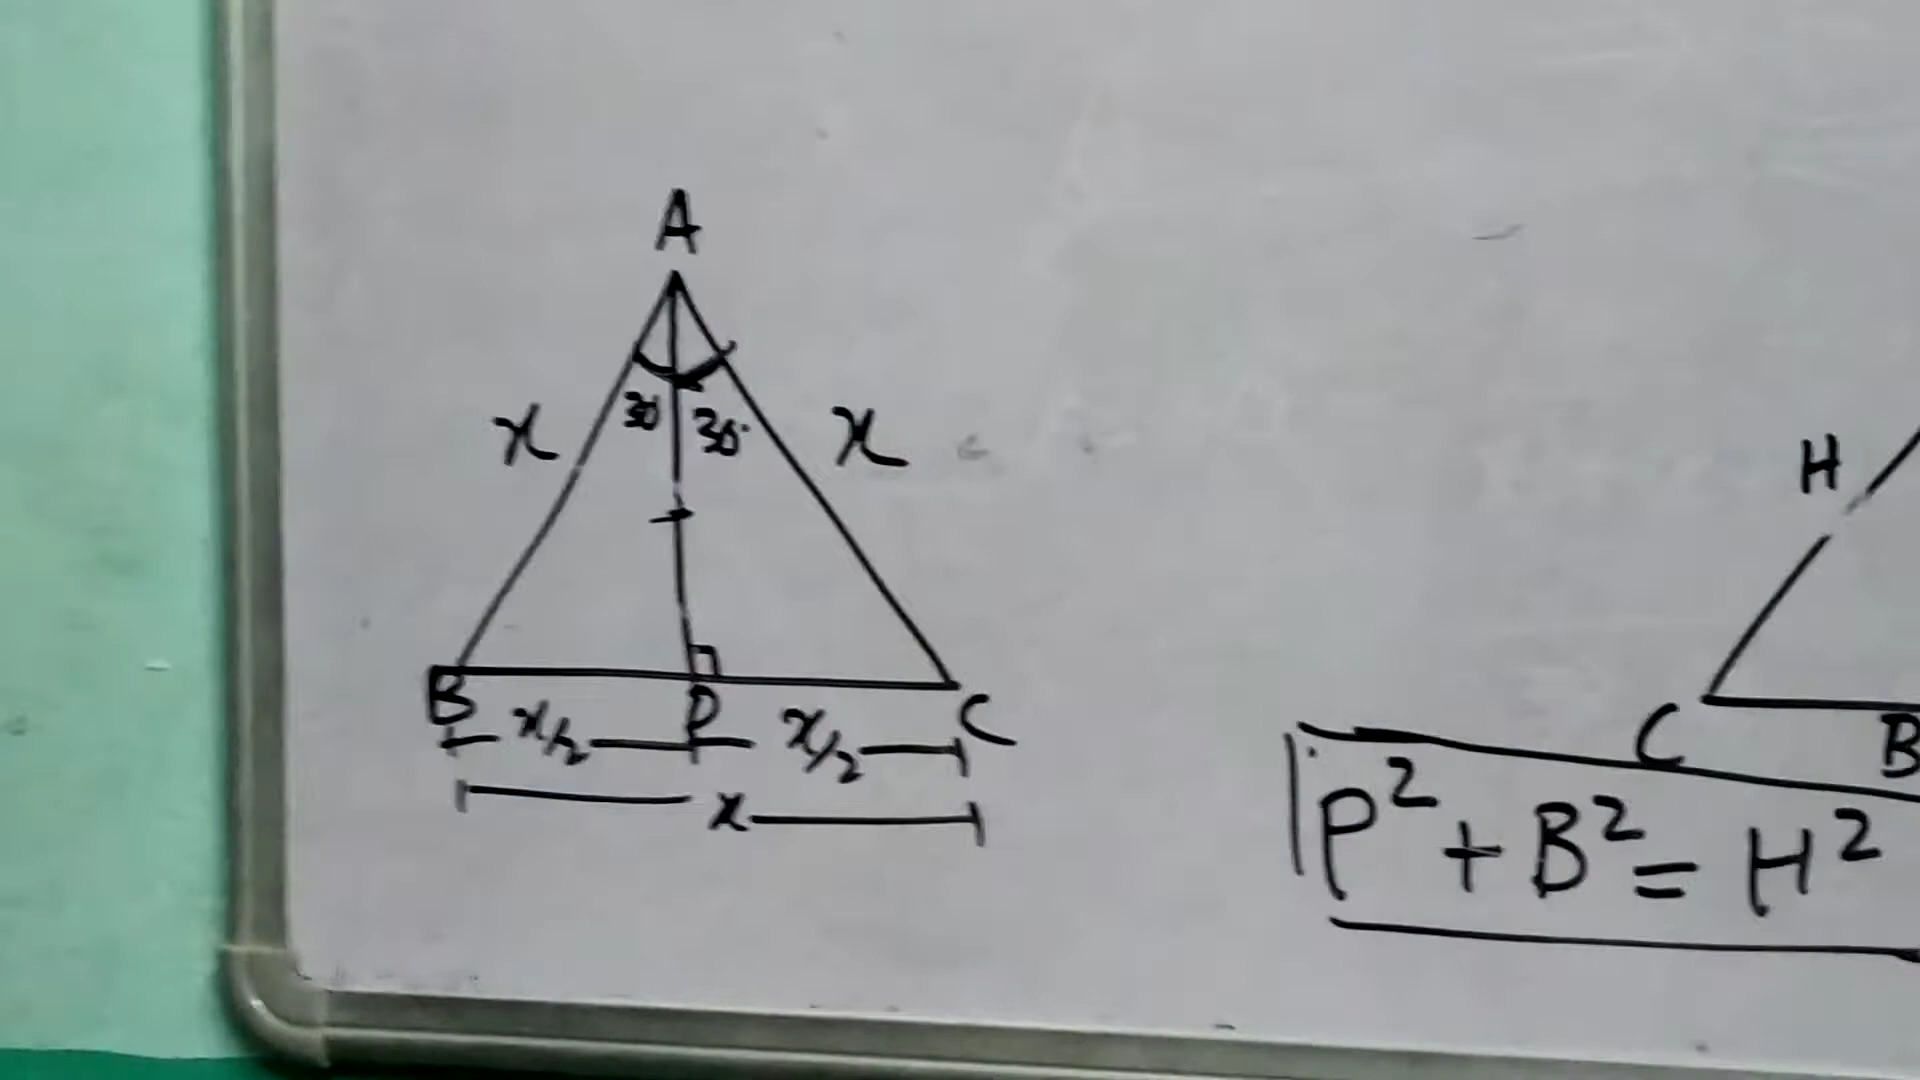 A
30 30°
x x
B D C
x/2 x/2
x
H
C B
P² + B² = H²